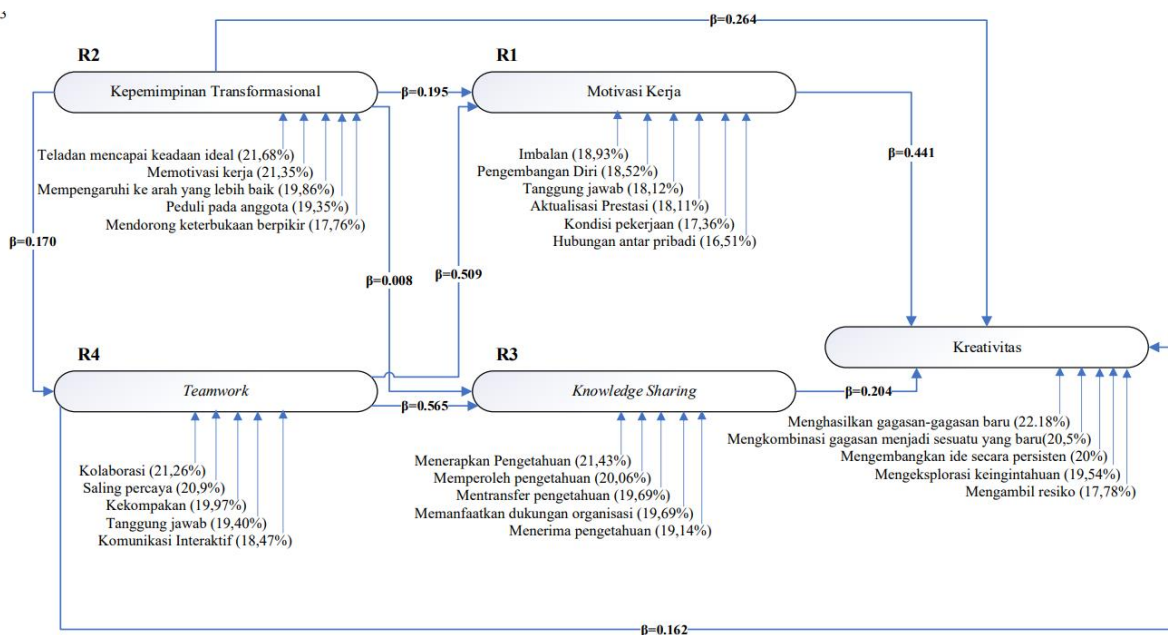 β=0.264
R2
R1
Kepemimpinan Transformasional
β=0.195
Motivasi Kerja
β=0.441
Teladan mencapai keadaan ideal (21,68%)
Memotivasi kerja (21,35%)
Mempengaruhi ke arah yang lebih baik (19,86%)
Peduli pada anggota (19,35%)
Mendorong keterbukaan berpikir (17,76%)
Imbalan (18,93%)
Pengembangan Diri (18,52%)
Tanggung jawab (18,12%)
Aktualisasi Prestasi (18,11%)
Kondisi pekerjaan (17,36%)
Hubungan antar pribadi (16,51%)
β=0.170
β=0.008
β=0.509
R4
R3
Kreativitas
Teamwork
β=0.565
Knowledge Sharing
β=0.204
Kolaborasi (21,26%)
Saling percaya (20,9%)
Kekompakan (19,97%)
Tanggung jawab (19,40%)
Komunikasi Interaktif (18,47%)
Menerapkan Pengetahuan (21,43%)
Memperoleh pengetahuan (20,06%)
Mentransfer pengetahuan (19,69%)
Memanfaatkan dukungan organisasi (19,69%)
Menerima pengetahuan (19,14%)
Menghasilkan gagasan-gagasan baru (22.18%)
Mengkombinasi gagasan menjadi sesuatu yang baru(20,5%)
Mengembangkan ide secara persisten (20%)
Mengeksplorasi keingintahuan (19,54%)
Mengambil resiko (17,78%)
β=0.162